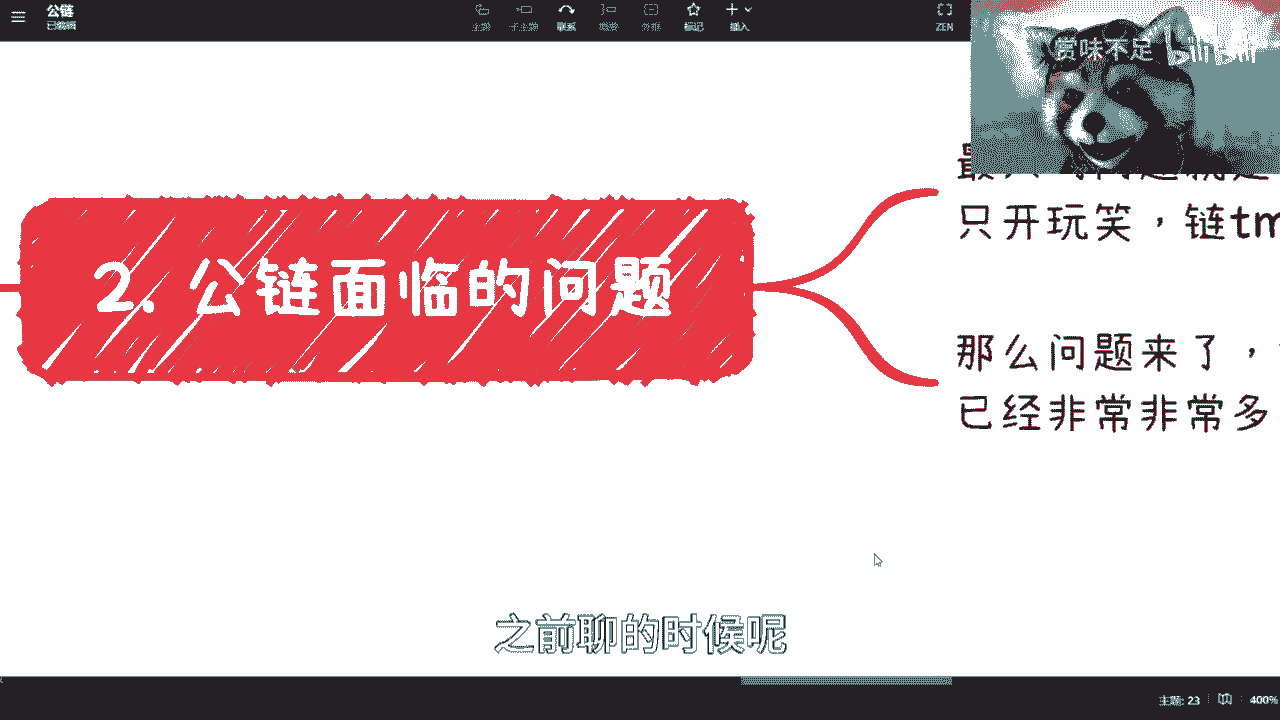 公链
已编辑
主题
子主题
联系
概要
外框
标记
插入
ZEN
赏味不足 bilibili
只开玩笑，链tm
2. 公链面临的问题
那么问题来了，
已经非常非常多
之前聊的时候呢
主题: 23
400%